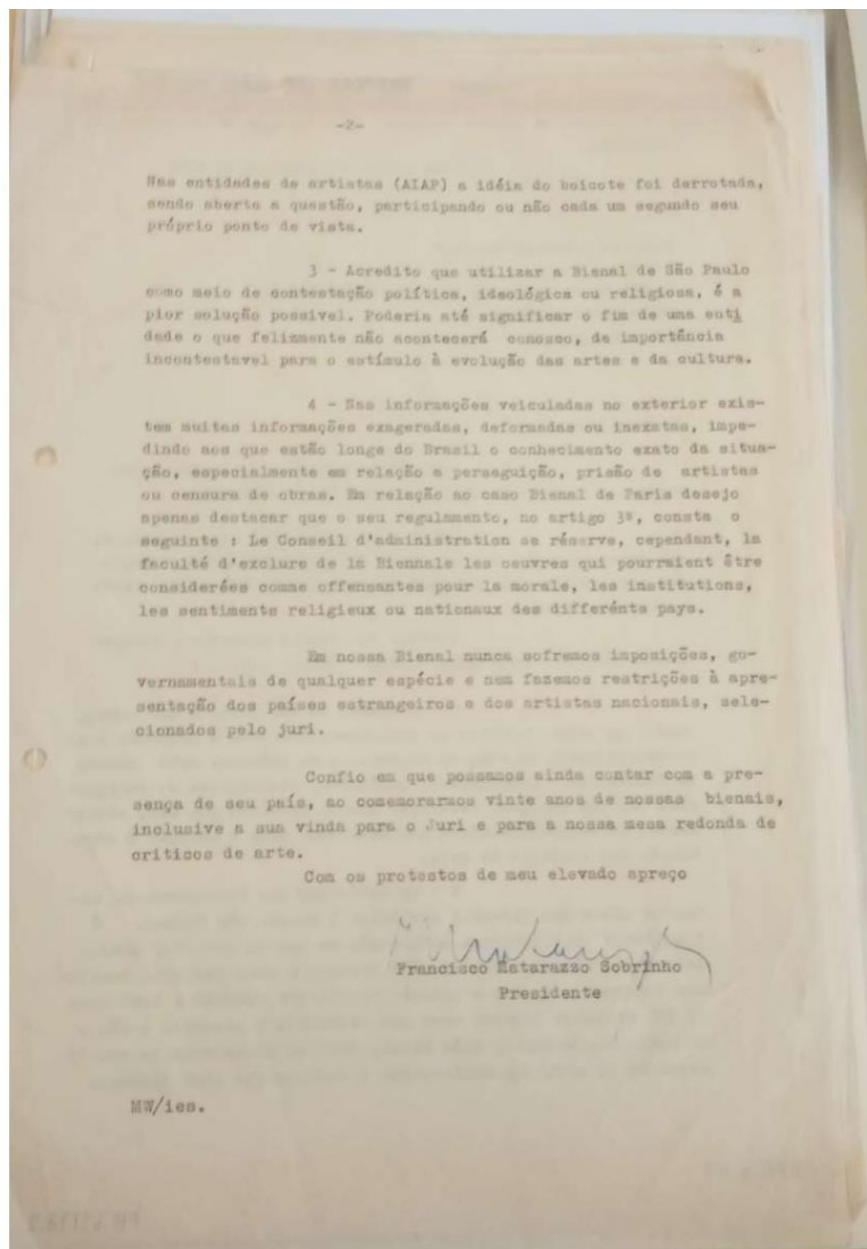 -2-
Nas entidades de artistas (AIAP) a idéia do boicote foi derrotada,
sendo aberta a questão, participando ou não cada um segundo seu
próprio ponto de vista.
3 - Acredito que utilizar a Bienal de São Paulo
como meio de contestação política, ideológica ou religiosa, é a
pior solução possivel. Poderia até significar o fim de uma enti
dade o que felizmente não acontecerá conosco, de importância
incontestavel para o estímulo à evolução das artes e da cultura.
4 - Nas informações veiculadas no exterior exis-
tem muitas informações exageradas, deformadas ou inexatas, impe-
dindo aos que estão longe do Brasil o conhecimento exato da situa-
ção, especialmente em relação a perseguição, prisão de artistas
ou censura de obras. Em relação ao caso Bienal de Paris desejo
apenas destacar que o seu regulamento, no artigo 3º, consta o
seguinte : Le Conseil d'administration se réserve, cependant, la
faculté d'exclure de la Biennale les oeuvres qui pourraient être
considerées comme offensantes pour la morale, les institutions,
les sentiments religieux ou nationaux des differénts pays.
Em nossa Bienal nunca sofremos imposições, go-
vernamentais de qualquer espécie e nem fazemos restrições à apre-
sentação dos países estrangeiros e dos artistas nacionais, sele-
cionados pelo juri.
Confio em que possamos ainda contar com a pre-
sença de seu país, ao comemorarmos vinte anos de nossas bienais,
inclusive a sua vinda para o Juri e para a nossa mesa redonda de
criticos de arte.
Com os protestos de meu elevado apreço
Francisco Matarazzo Sobrinho
Presidente
MW/ics.